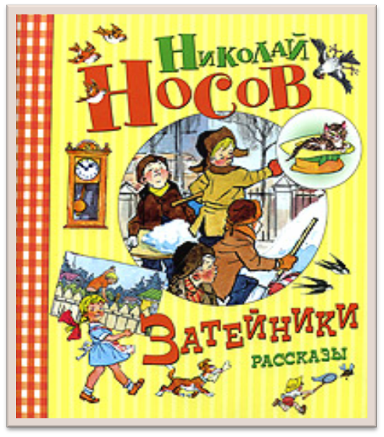 Николай
Носов
Затейники
рассказы